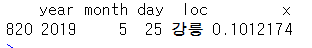 year month day loc x
820 2019 5 25 강릉 0.1012174